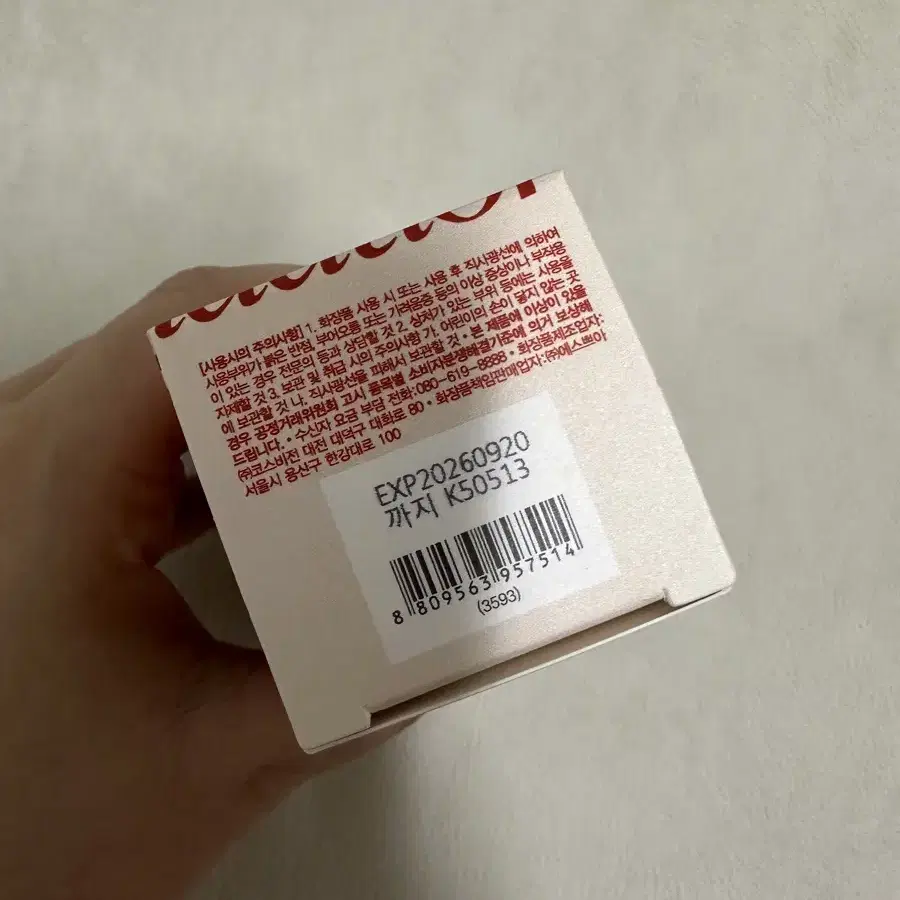 [사용시의 주의사항] 1. 화장품 사용 시 또는 사용 후 직사광선에 의하여
사용부위가 붉은 반점, 부어오름 또는 가려움증 등의 이상 증상이나 부작용
이 있는 경우 전문의 등과 상담할 것 2. 상처가 있는 부위 등에는 사용을
자제할 것 3. 보관 및 취급 시의 주의사항 가. 어린이의 손이 닿지 않는 곳
에 보관할 것 나. 직사광선을 피해서 보관할 것 • 본 제품에 이상이 있을
경우 공정거래위원회 고시 품목별 소비자분쟁해결기준에 의거 보상해
드립니다. • 수신자 요금 부담 전화:080-619-8888 • 화장품제조업자:
㈜코스비전 대전 대덕구 대화로 80 • 화장품책임판매업자:㈜에스쁘아
서울시 용산구 한강대로 100
EXP20260920
까지 K50513
8 809563 957514
(3593)